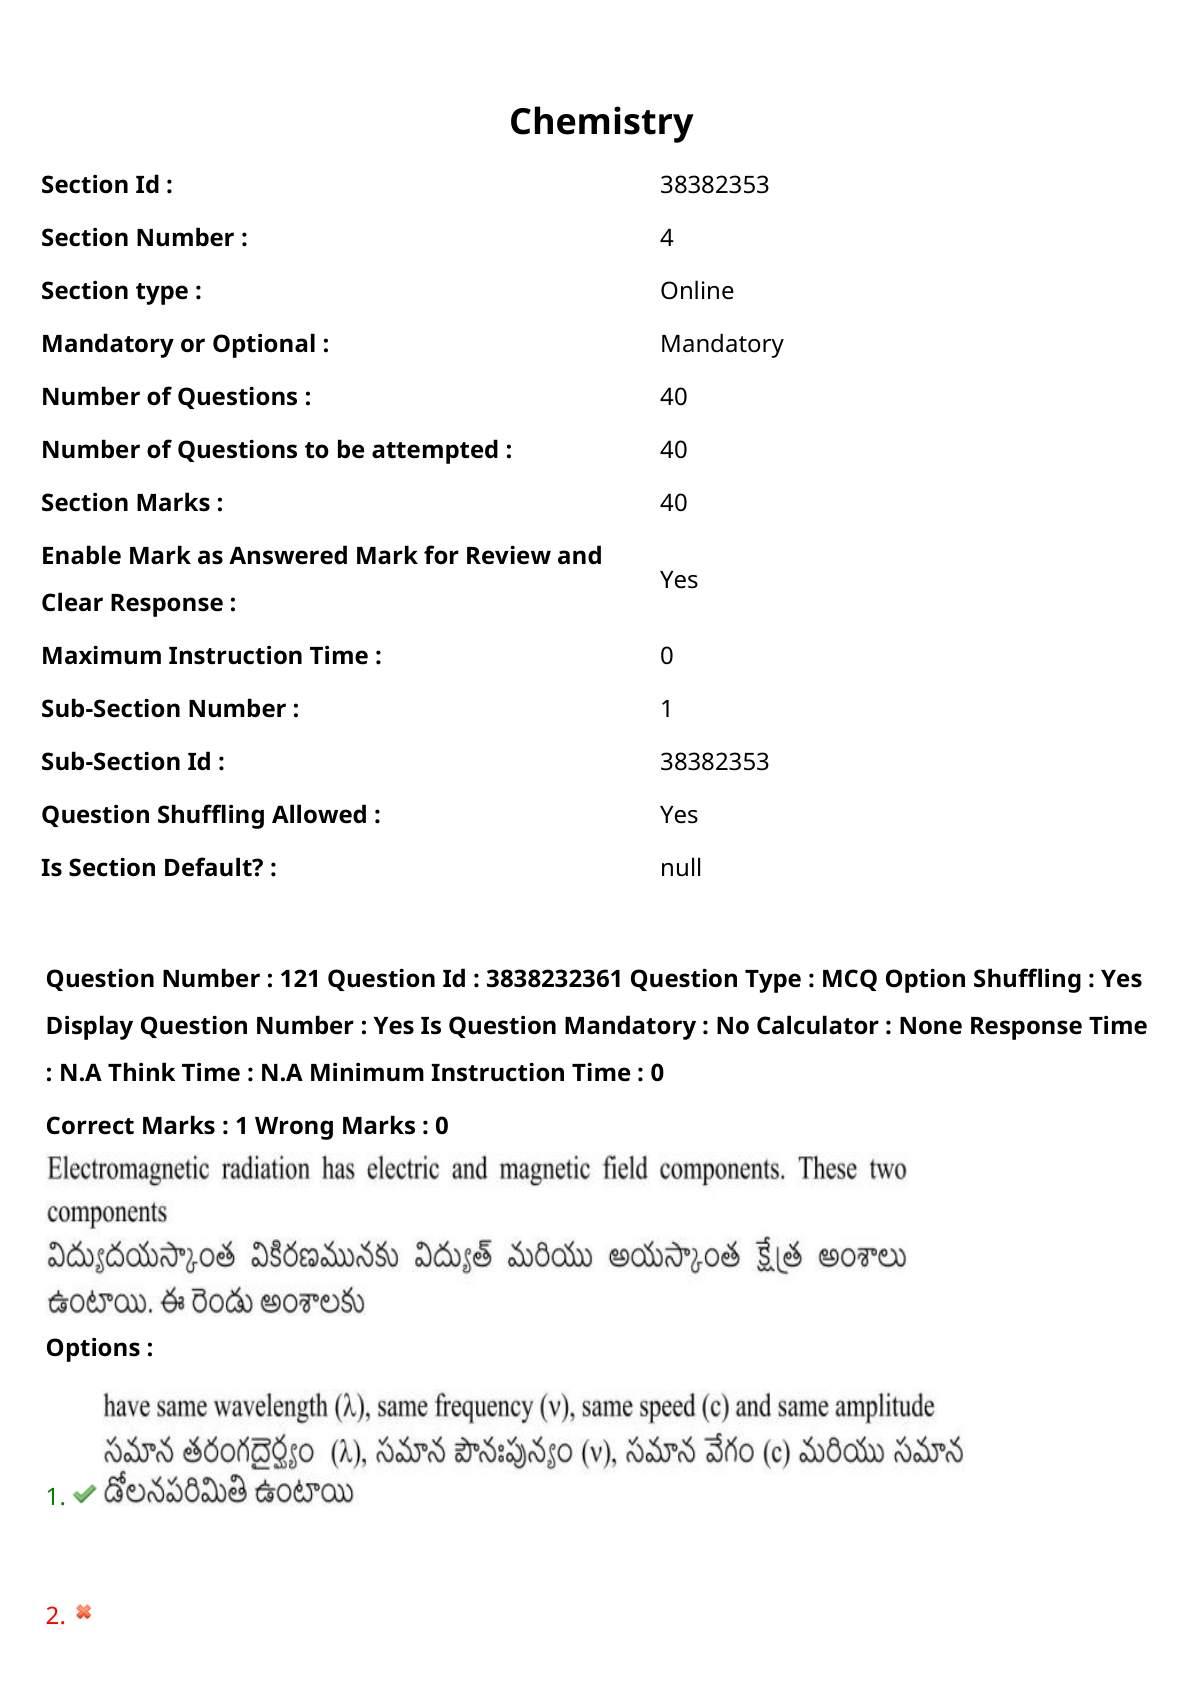 Chemistry
Section Id : 38382353
Section Number : 4
Section type : Online
Mandatory or Optional : Mandatory
Number of Questions : 40
Number of Questions to be attempted : 40
Section Marks : 40
Enable Mark as Answered Mark for Review and
Clear Response : Yes
Maximum Instruction Time : 0
Sub-Section Number : 1
Sub-Section Id : 38382353
Question Shuffling Allowed : Yes
Is Section Default? : null
Question Number : 121 Question Id : 3838232361 Question Type : MCQ Option Shuffling : Yes
Display Question Number : Yes Is Question Mandatory : No Calculator : None Response Time
: N.A Think Time : N.A Minimum Instruction Time : 0
Correct Marks : 1 Wrong Marks : 0
Electromagnetic radiation has electric and magnetic field components. These two
components
విద్యుదయస్కాంత వికిరణమునకు విద్యుత్ మరియు అయస్కాంత క్షేత్ర అంశాలు
ఉంటాయి. ఈ రెండు అంశాలకు
Options :
have same wavelength (λ), same frequency (ν), same speed (c) and same amplitude
సమాన తరంగదైర్ఘ్యం (λ), సమాన పౌనఃపున్యం (ν), సమాన వేగం (c) మరియు సమాన
1. డోలనపరిమితి ఉంటాయి
2.